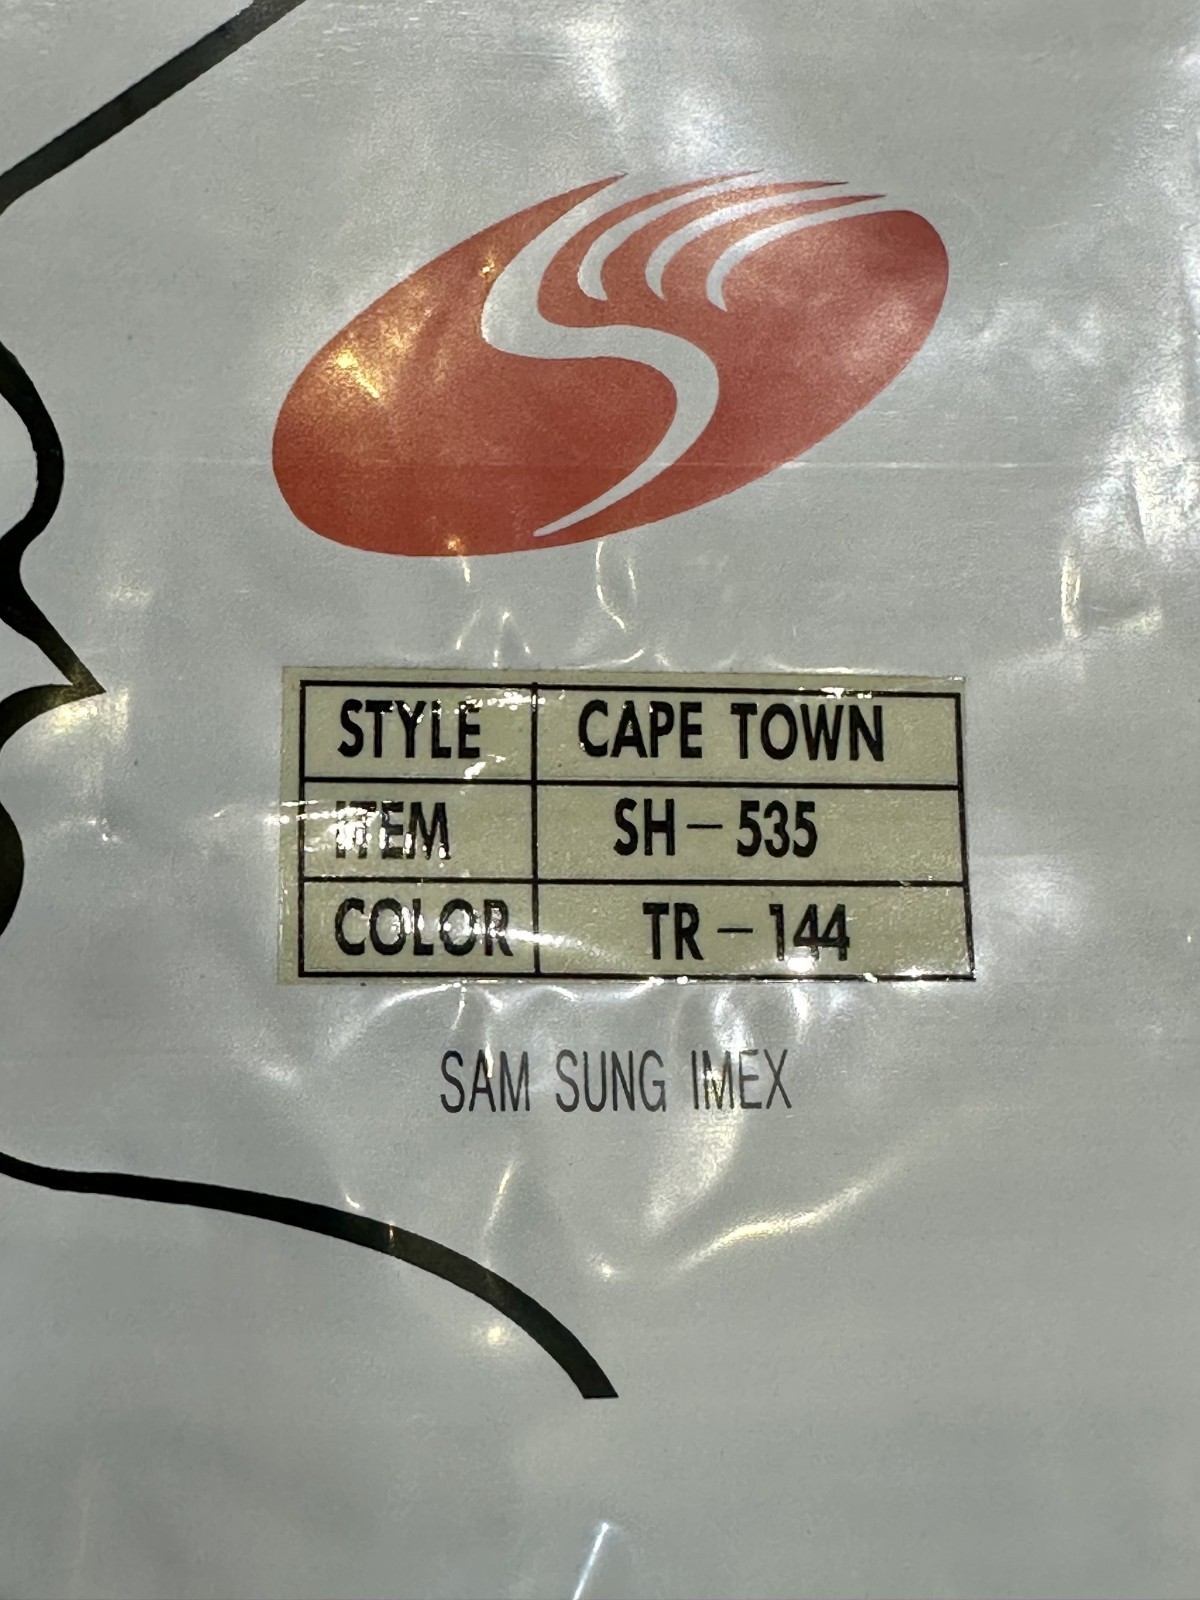 STYLE CAPE TOWN
ITEM SH-535
COLOR TR-144
SAM SUNG IMEX